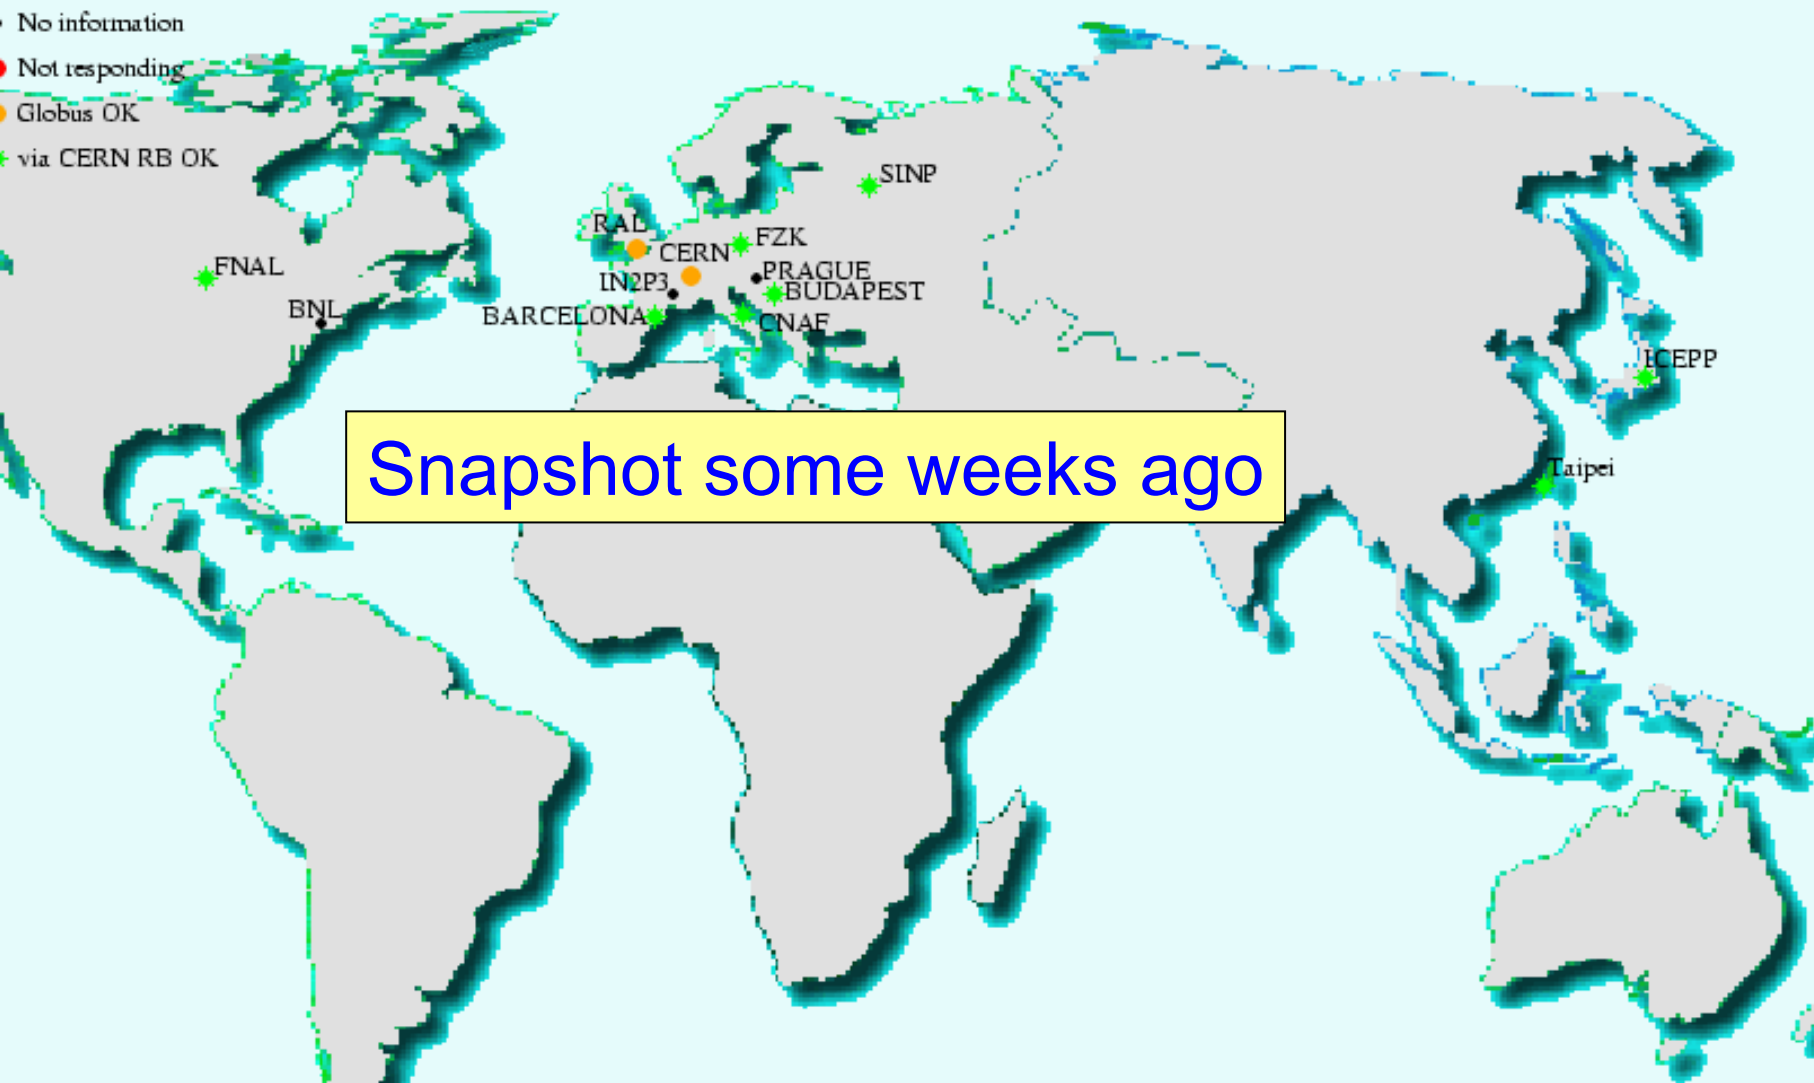 No information
Not responding
Globus OK
via CERN RB OK
SINP
RAL
FZK
CERN
FNAL
PRAGUE
IN2P3
BUDAPEST
BNL
BARCELONA
CNAF
ICEPP
Snapshot some weeks ago
Taipei